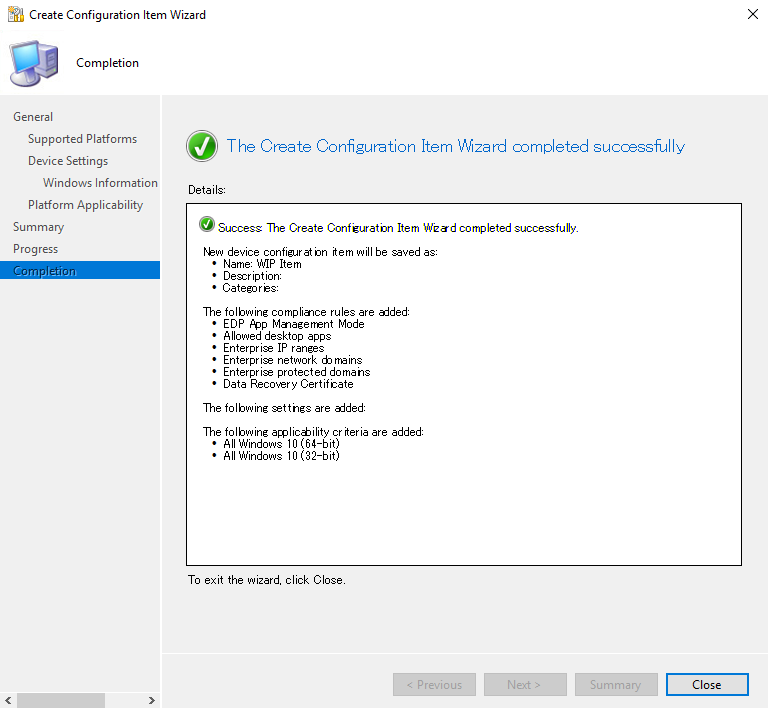 Create Configuration Item Wizard
Completion
General
Supported Platforms
Device Settings
Windows Information
Platform Applicability
Summary
Progress
Completion
The Create Configuration Item Wizard completed successfully
Details:
Success: The Create Configuration Item Wizard completed successfully.
New device configuration item will be saved as:
• Name: WIP Item
• Description:
• Categories:
The following compliance rules are added:
• EDP App Management Mode
• Allowed desktop apps
• Enterprise IP ranges
• Enterprise network domains
• Enterprise protected domains
• Data Recovery Certificate
The following settings are added:
The following applicability criteria are added:
• All Windows 10 (64-bit)
• All Windows 10 (32-bit)
To exit the wizard, click Close.
< Previous
Next >
Summary
Close